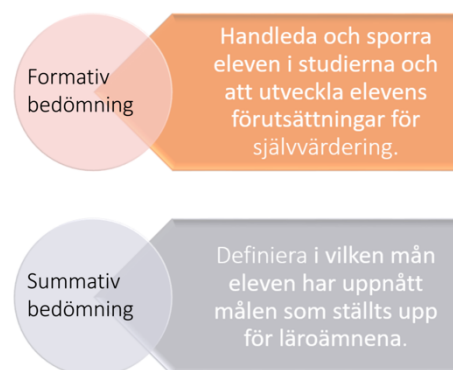 Formativ
bedömning
Handleda och sporra
eleven i studierna och
att utveckla elevens
förutsättningar för
självvärdering.
Summativ
bedömning
Definiera i vilken mån
eleven har uppnått
målen som ställts upp
för läroämnena.